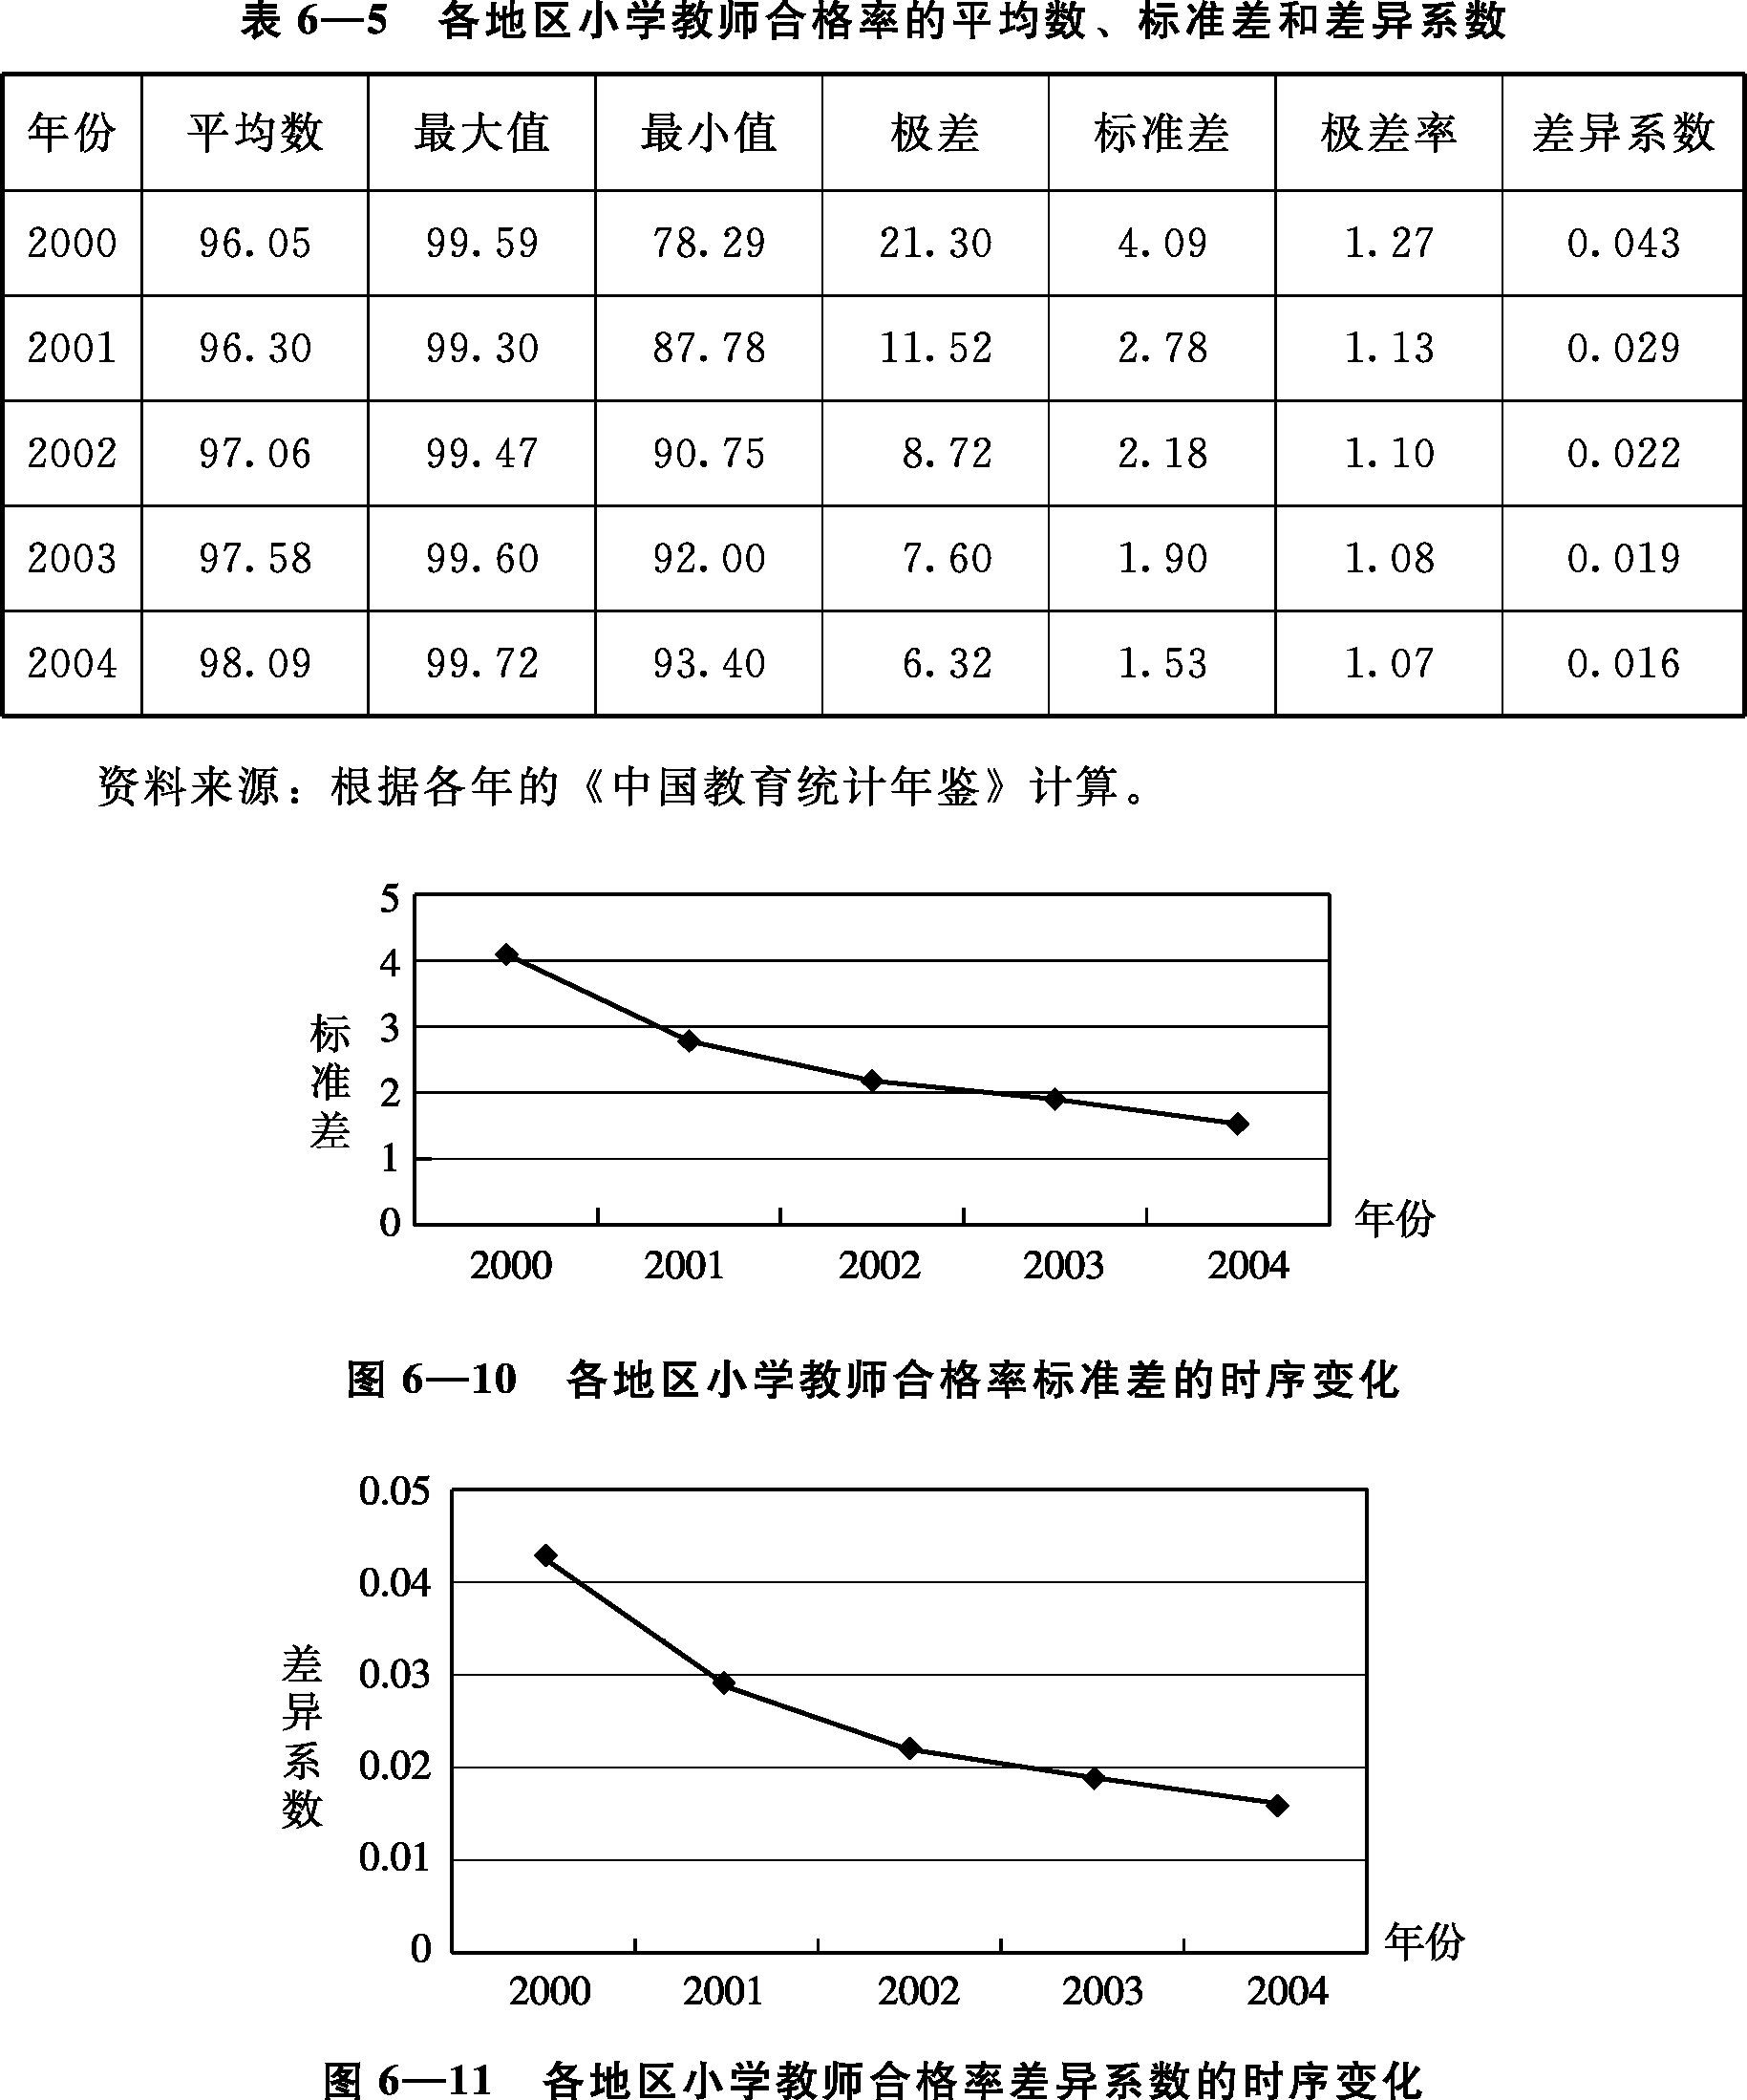 表 6—5 各地区小学教师合格率的平均数、标准差和差异系数
年份 平均数 最大值 最小值 极差 标准差 极差率 差异系数
2000 96.05 99.59 78.29 21.30 4.09 1.27 0.043
2001 96.30 99.30 87.78 11.52 2.78 1.13 0.029
2002 97.06 99.47 90.75 8.72 2.18 1.10 0.022
2003 97.58 99.60 92.00 7.60 1.90 1.08 0.019
2004 98.09 99.72 93.40 6.32 1.53 1.07 0.016
资料来源：根据各年的《中国教育统计年鉴》计算。
5
4
3
2
1
0
标准差
年份
2000 2001 2002 2003 2004
图 6—10 各地区小学教师合格率标准差的时序变化
0.05
0.04
0.03
0.02
0.01
0
差异系数
年份
2000 2001 2002 2003 2004
图 6—11 各地区小学教师合格率差异系数的时序变化